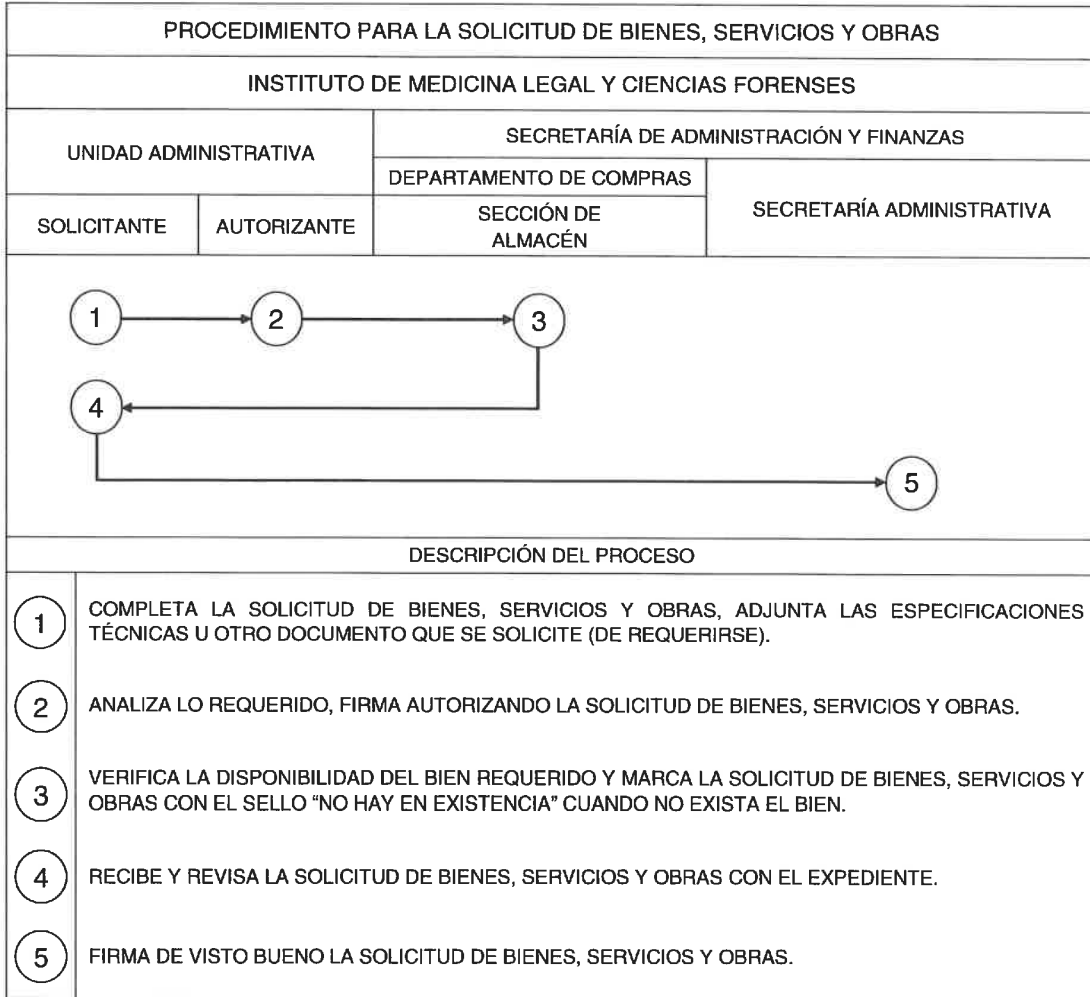 PROCEDIMIENTO PARA LA SOLICITUD DE BIENES, SERVICIOS Y OBRAS
INSTITUTO DE MEDICINA LEGAL Y CIENCIAS FORENSES
UNIDAD ADMINISTRATIVA
SECRETARÍA DE ADMINISTRACIÓN Y FINANZAS
DEPARTAMENTO DE COMPRAS
SECRETARÍA ADMINISTRATIVA
SOLICITANTE
AUTORIZANTE
SECCIÓN DE
ALMACÉN
1
2
3
4
5
DESCRIPCIÓN DEL PROCESO
1
COMPLETA LA SOLICITUD DE BIENES, SERVICIOS Y OBRAS, ADJUNTA LAS ESPECIFICACIONES
TÉCNICAS U OTRO DOCUMENTO QUE SE SOLICITE (DE REQUERIRSE).
2
ANALIZA LO REQUERIDO, FIRMA AUTORIZANDO LA SOLICITUD DE BIENES, SERVICIOS Y OBRAS.
3
VERIFICA LA DISPONIBILIDAD DEL BIEN REQUERIDO Y MARCA LA SOLICITUD DE BIENES, SERVICIOS Y
OBRAS CON EL SELLO “NO HAY EN EXISTENCIA” CUANDO NO EXISTA EL BIEN.
4
RECIBE Y REVISA LA SOLICITUD DE BIENES, SERVICIOS Y OBRAS CON EL EXPEDIENTE.
5
FIRMA DE VISTO BUENO LA SOLICITUD DE BIENES, SERVICIOS Y OBRAS.